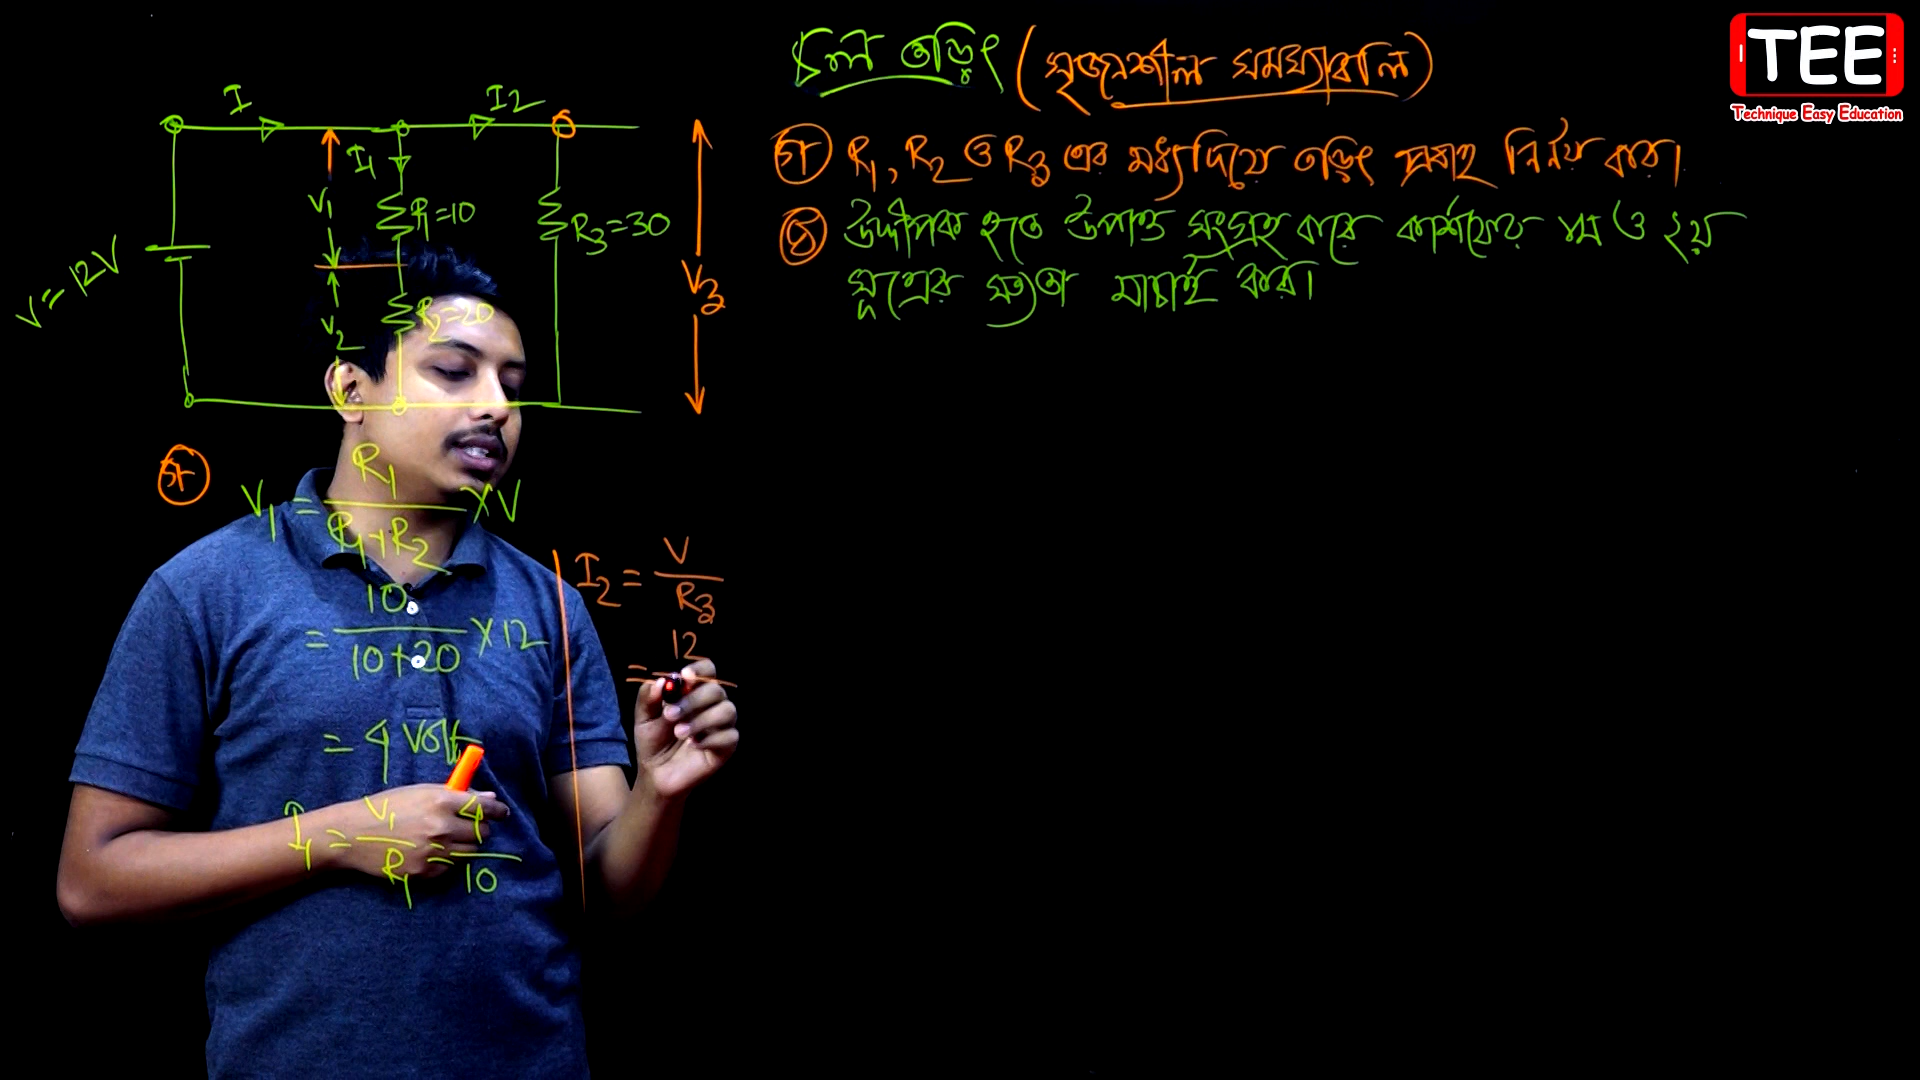 TEE
Technique Easy Education
চল তড়িৎ (সৃজনশীল সমস্যাবলি)
গ R1, R2 ও R3 এর মধ্য দিয়ে তড়িৎ প্রবাহ নির্নয় কর।
ঘ উদ্দীপক হতে উপাত্ত সংগ্রহ করে কার্শফের ১ম ও ২য়
সূত্রের সত্যতা যাচাই কর।
I
I2
I1
V1
R1=10
R3=30
V=12V
V2
R2=20
V3
গ
V1 = R1/(R1+R2) × V
= 10/(10+20) × 12
= 4 Volt
I1 = V1/R1 = 4/10
I2 = V/R3
= 12